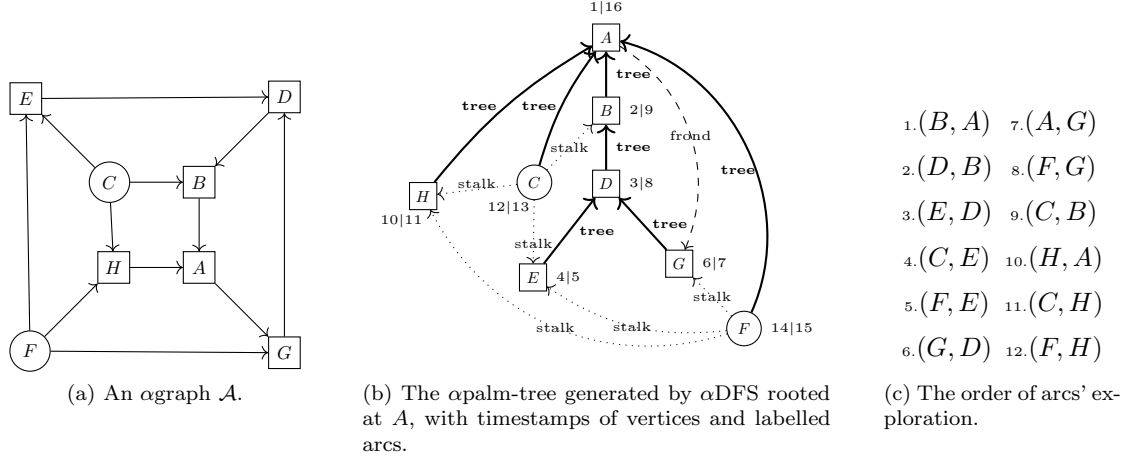 E
D
C
B
H
A
F
G
(a) An αgraph 𝒜.
1|16
A
tree
tree
tree
B
2|9
frond
stalk
tree
tree
H
stalk
C
D
3|8
10|11
12|13
stalk
tree
tree
E
4|5
G
6|7
stalk
stalk
stalk
F
14|15
(b) The αpalm-tree generated by αDFS rooted
at A, with timestamps of vertices and labelled
arcs.
1.(B, A) 7.(A, G)
2.(D, B) 8.(F, G)
3.(E, D) 9.(C, B)
4.(C, E) 10.(H, A)
5.(F, E) 11.(C, H)
6.(G, D) 12.(F, H)
(c) The order of arcs' ex-
ploration.